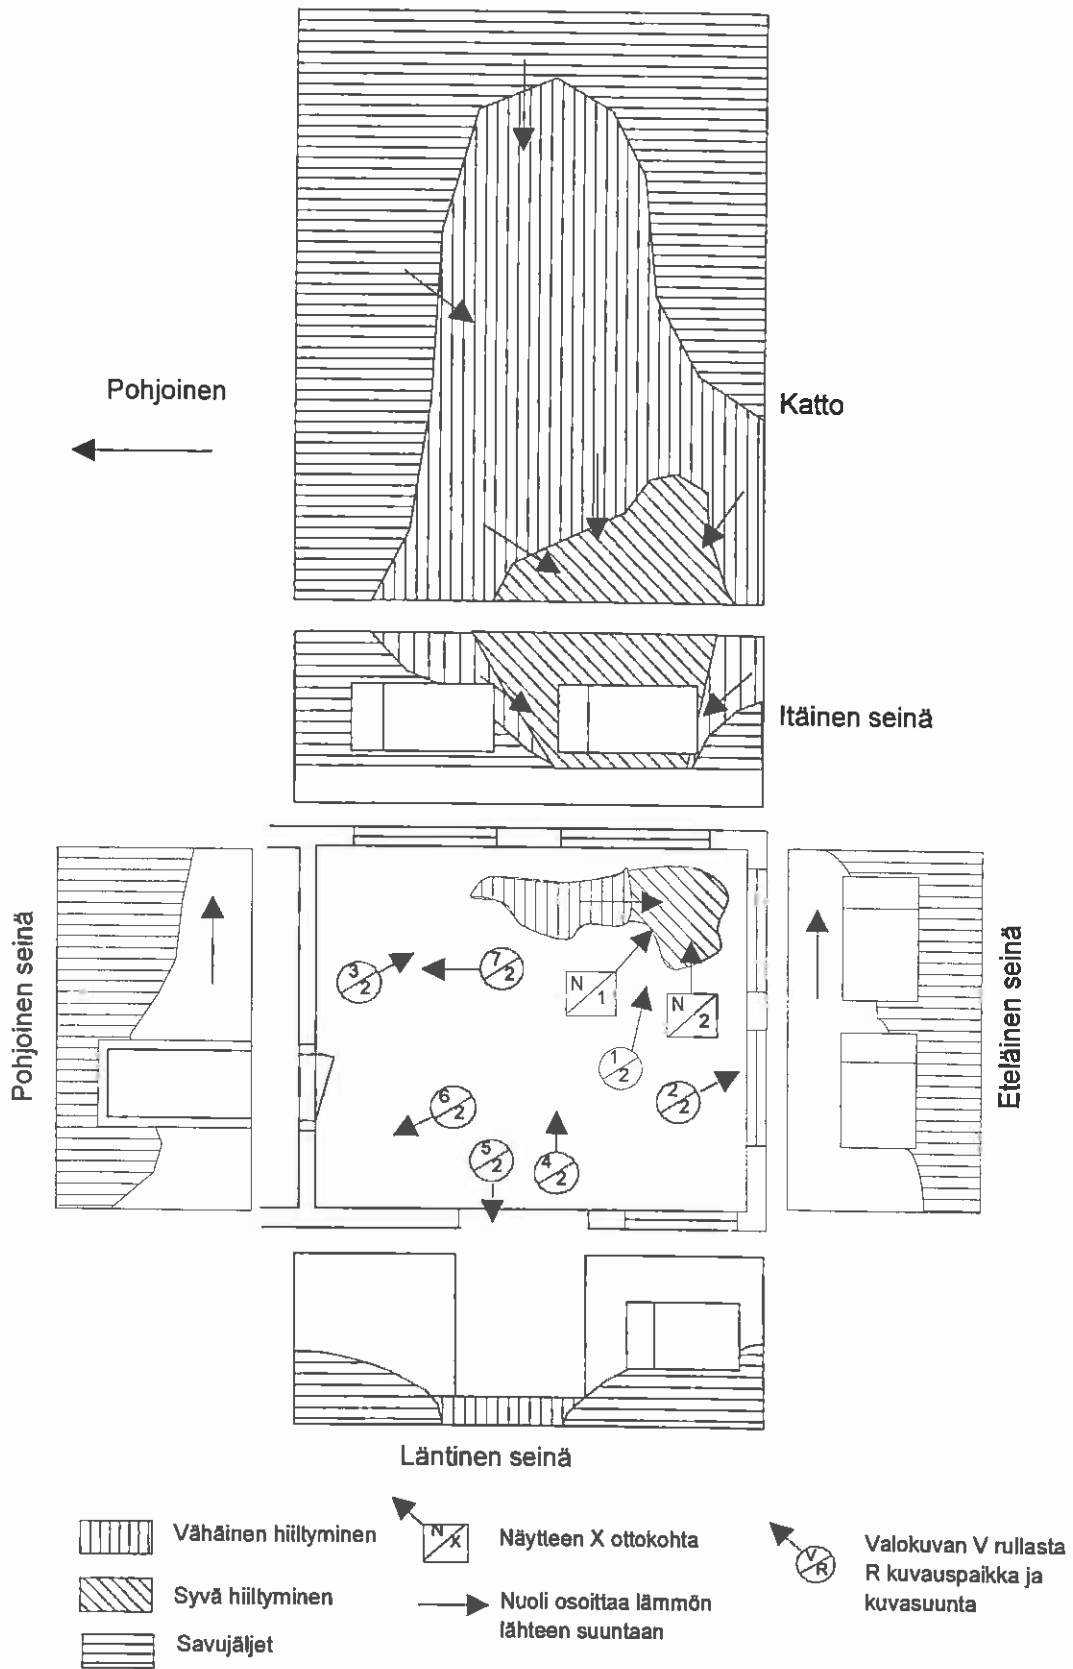 Pohjoinen
Katto
Itäinen seinä
Pohjoinen seinä
Eteläinen seinä
3/2
7/2
N/1
N/2
1/2
2/2
6/2
5/2
4/2
Läntinen seinä
Vähäinen hiiltyminen
Syvä hiiltyminen
Savujäljet
N/X
Näytteen X ottokohta
Nuoli osoittaa lämmön
lähteen suuntaan
V/R
Valokuvan V rullasta
R kuvauspaikka ja
kuvasuunta